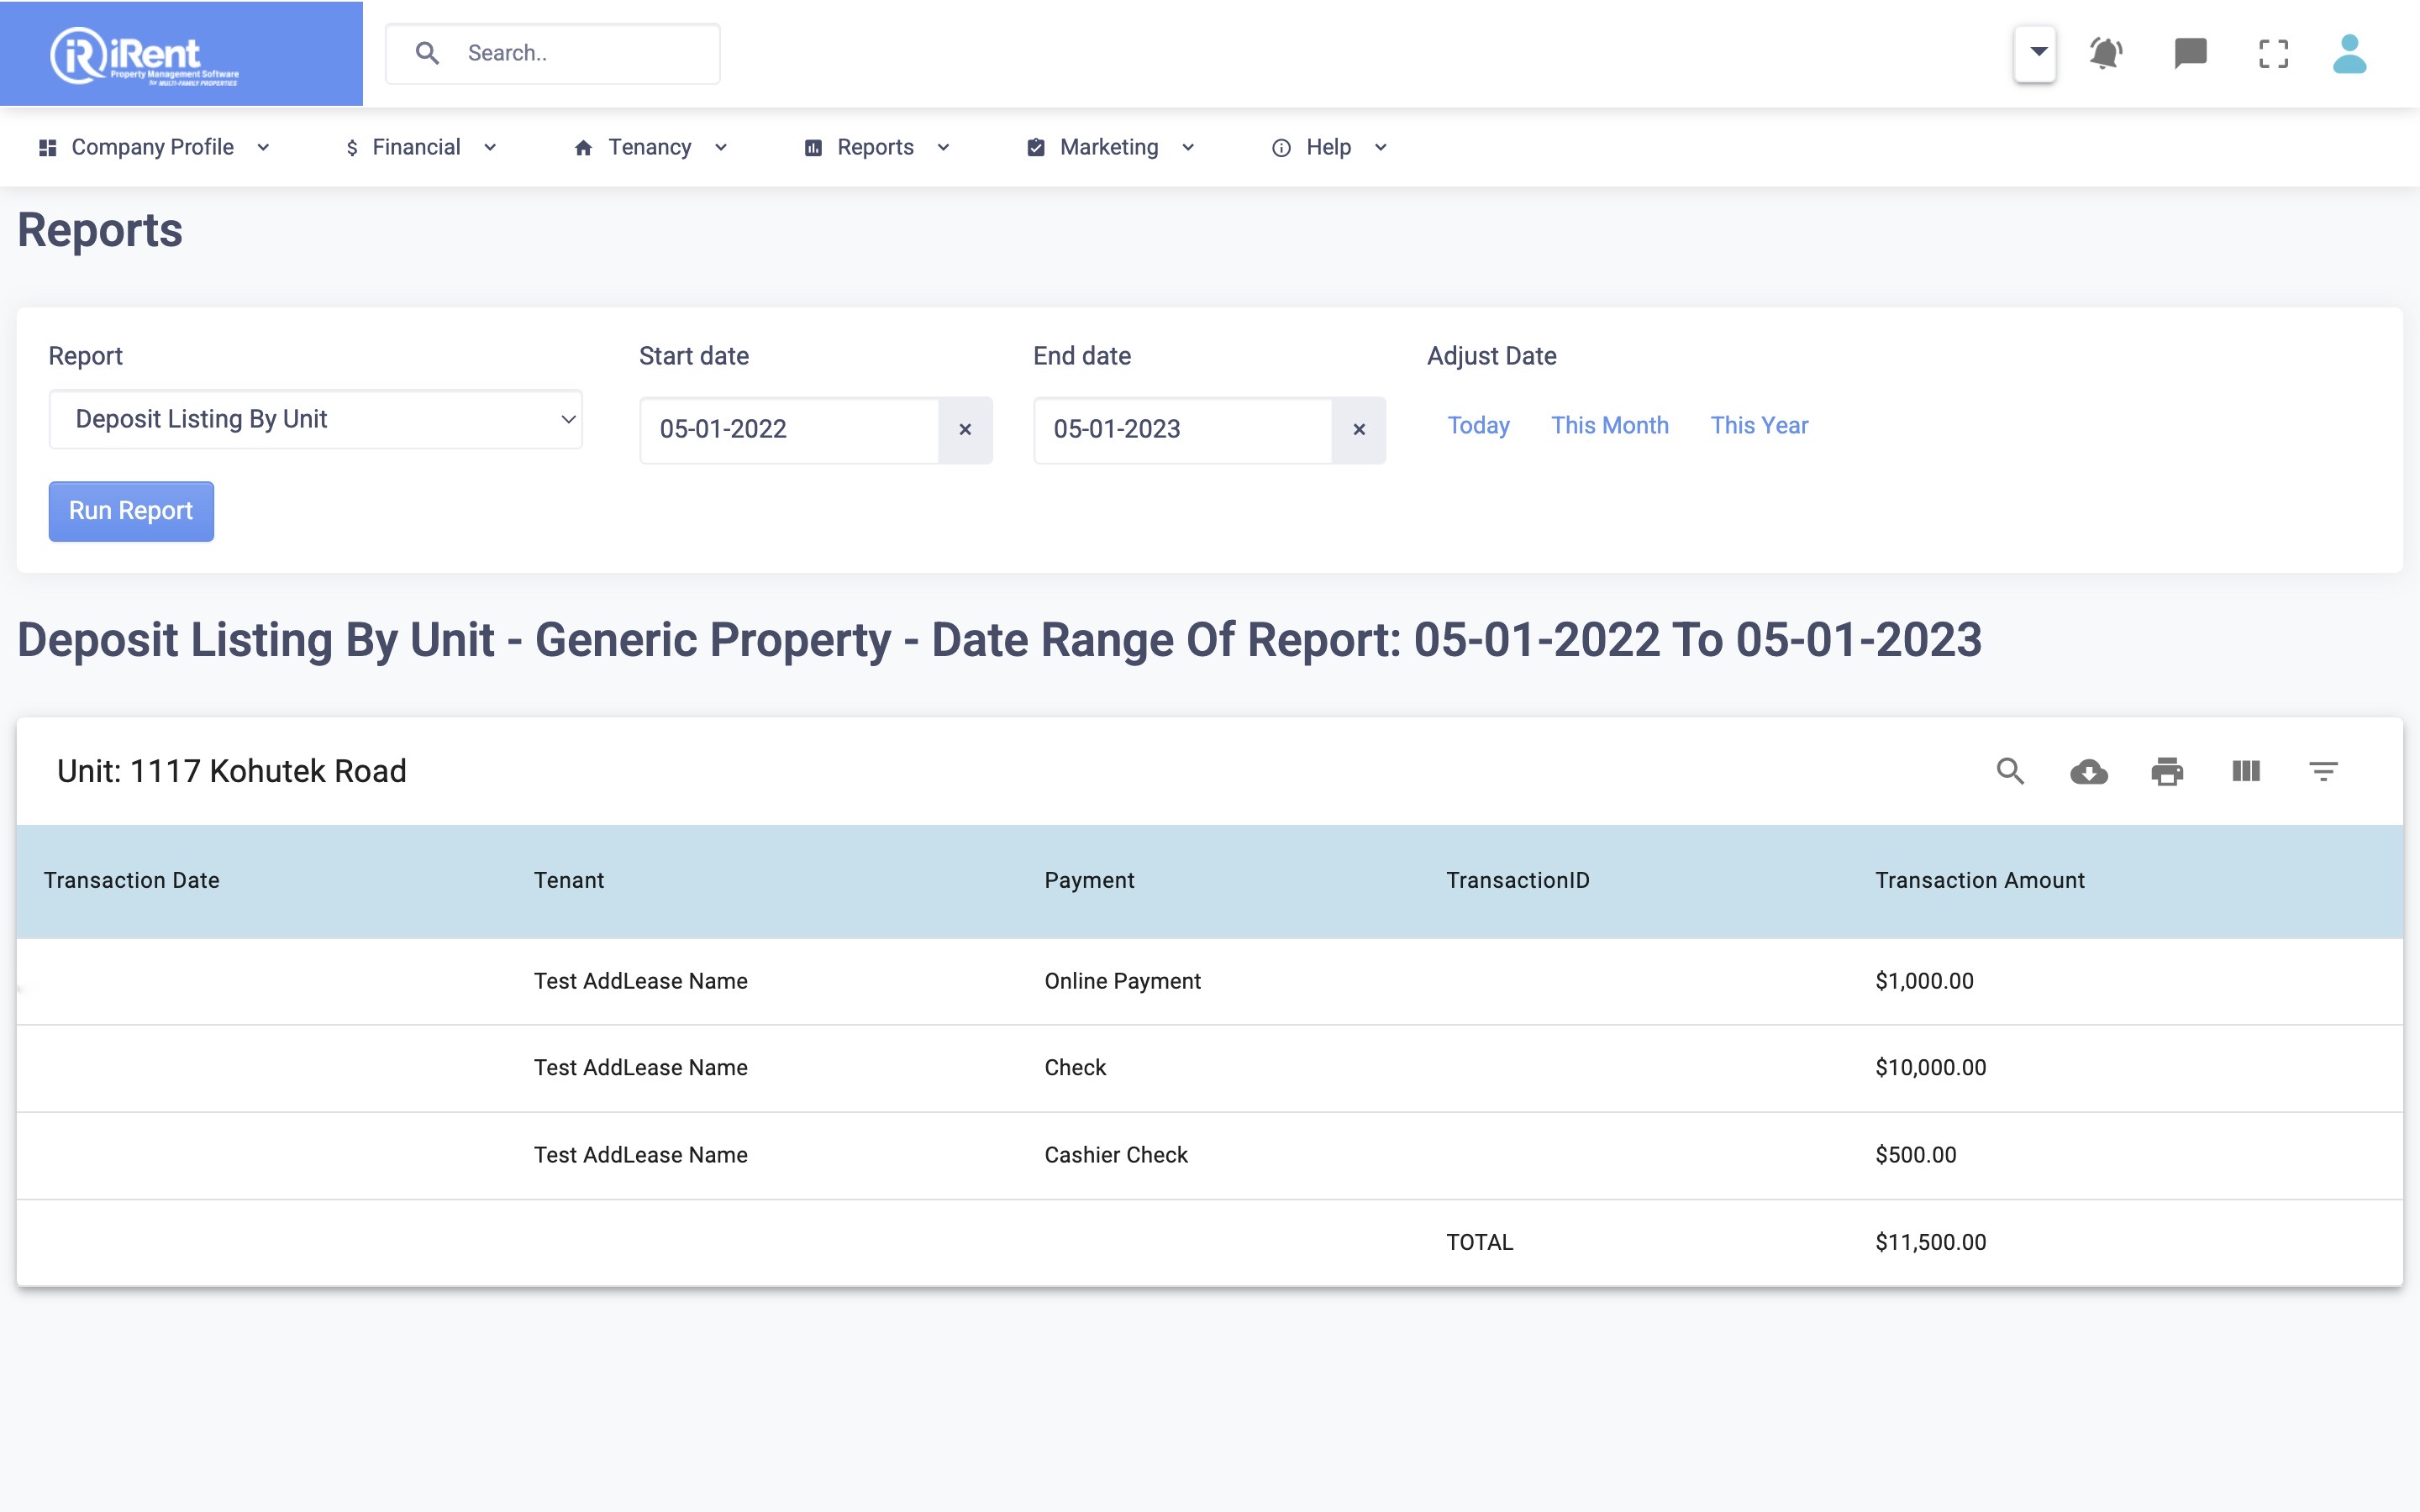 iRent
Property Management Software
for MULTI-FAMILY PROPERTIES
Search..
Company Profile
Financial
Tenancy
Reports
Marketing
Help
Reports
Report
Start date
End date
Adjust Date
Deposit Listing By Unit
05-01-2022
×
05-01-2023
×
Today
This Month
This Year
Run Report
Deposit Listing By Unit - Generic Property - Date Range Of Report: 05-01-2022 To 05-01-2023
Unit: 1117 Kohutek Road
Transaction Date Tenant Payment TransactionID Transaction Amount
Test AddLease Name Online Payment $1,000.00
Test AddLease Name Check $10,000.00
Test AddLease Name Cashier Check $500.00
TOTAL $11,500.00